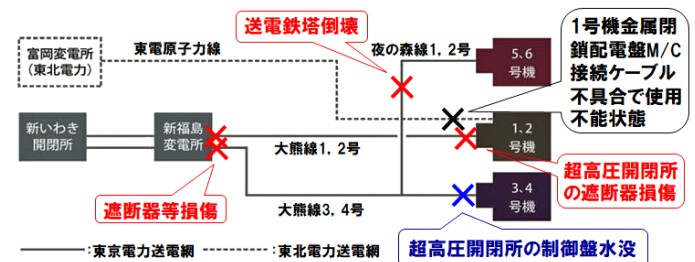 送電鉄塔倒壊
1号機金属閉
鎖配電盤M/C
接続ケーブル
不具合で使用
不能状態
富岡変電所
(東北電力)
東電原子力線
夜の森線1,2号
5.6
号機
新いわき
開閉所
新福島
変電所
大熊線1,2号
1.2
号機
超高圧開閉所
の遮断器損傷
遮断器等損傷
大熊線3,4号
3.4
号機
:東京電力送電網
:東北電力送電網
超高圧開閉所の制御盤水没